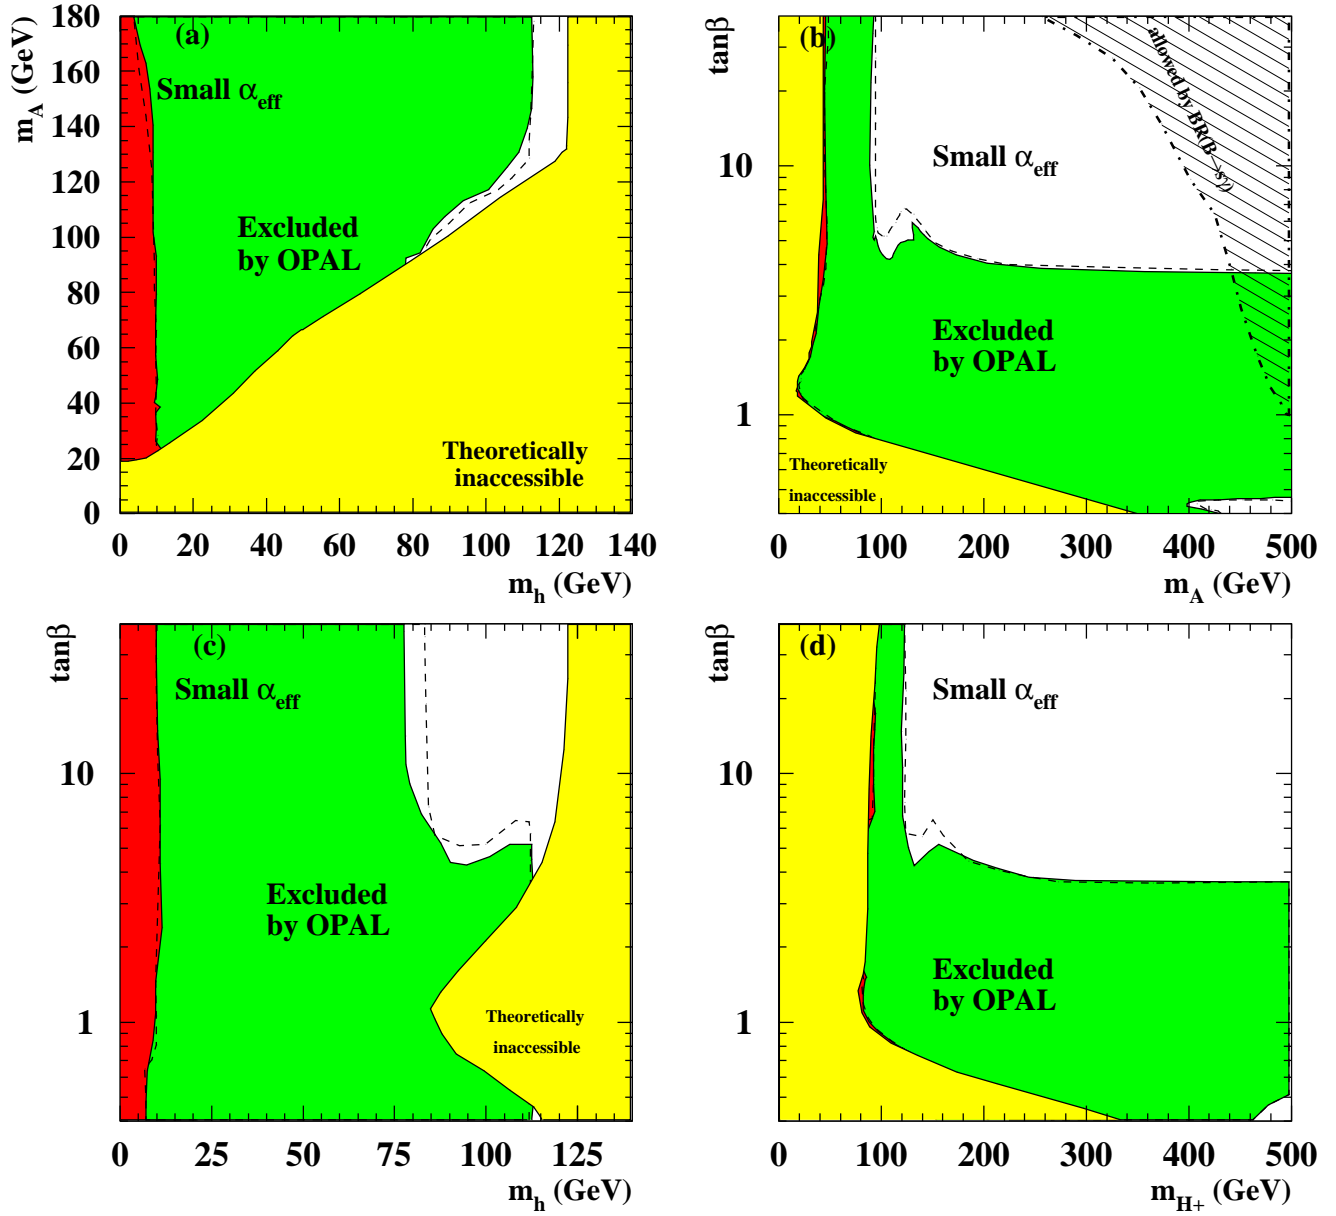 (a)
m_A (GeV)
180
160
140
120
100
80
60
40
20
0
Small α_eff
Excluded
by OPAL
Theoretically
inaccessible
0 20 40 60 80 100 120 140
m_h (GeV)
(b)
tanβ
10
1
Small α_eff
allowed by BR(B→sγ)
Excluded
by OPAL
Theoretically
inaccessible
0 100 200 300 400 500
m_A (GeV)
(c)
tanβ
10
1
Small α_eff
Excluded
by OPAL
Theoretically
inaccessible
0 25 50 75 100 125
m_h (GeV)
(d)
tanβ
10
1
Small α_eff
Excluded
by OPAL
0 100 200 300 400 500
m_H+ (GeV)